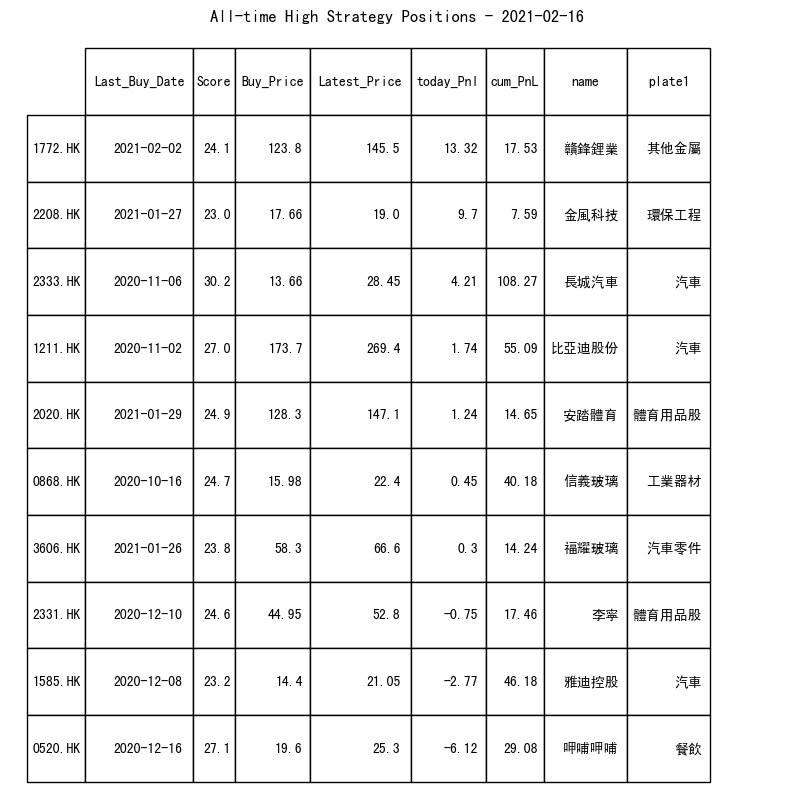 All-time High Strategy Positions - 2021-02-16
Last_Buy_Date Score Buy_Price Latest_Price today_Pnl cum_PnL name plate1
1772.HK 2021-02-02 24.1 123.8 145.5 13.32 17.53 贛鋒鋰業 其他金屬
2208.HK 2021-01-27 23.0 17.66 19.0 9.7 7.59 金風科技 環保工程
2333.HK 2020-11-06 30.2 13.66 28.45 4.21 108.27 長城汽車 汽車
1211.HK 2020-11-02 27.0 173.7 269.4 1.74 55.09 比亞迪股份 汽車
2020.HK 2021-01-29 24.9 128.3 147.1 1.24 14.65 安踏體育 體育用品股
0868.HK 2020-10-16 24.7 15.98 22.4 0.45 40.18 信義玻璃 工業器材
3606.HK 2021-01-26 23.8 58.3 66.6 0.3 14.24 福耀玻璃 汽車零件
2331.HK 2020-12-10 24.6 44.95 52.8 -0.75 17.46 李寧 體育用品股
1585.HK 2020-12-08 23.2 14.4 21.05 -2.77 46.18 雅迪控股 汽車
0520.HK 2020-12-16 27.1 19.6 25.3 -6.12 29.08 呷哺呷哺 餐飲